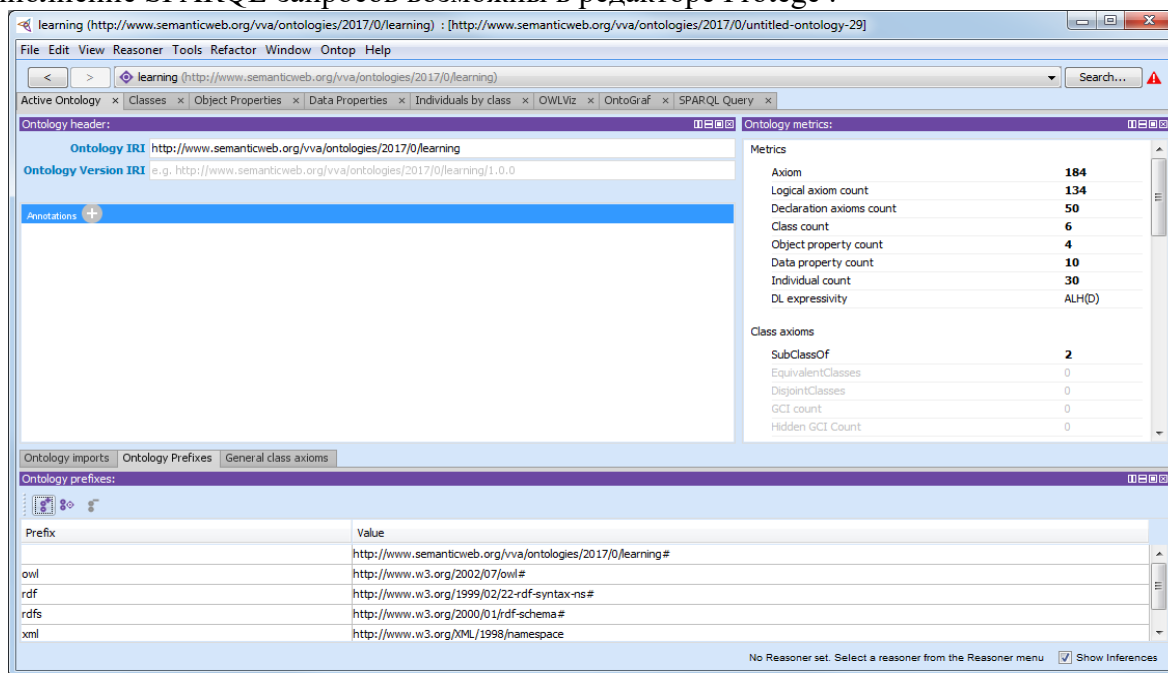 полнение SPARQL-запросов возможны в редакторе Protégé .
learning (http://www.semanticweb.org/vva/ontologies/2017/0/learning) : [http://www.semanticweb.org/vva/ontologies/2017/0/untitled-ontology-29]
File Edit View Reasoner Tools Refactor Window Ontop Help
< > learning (http://www.semanticweb.org/vva/ontologies/2017/0/learning) Search...
Active Ontology × Classes × Object Properties × Data Properties × Individuals by class × OWLViz × OntoGraf × SPARQL Query ×
Ontology header:
Ontology IRI http://www.semanticweb.org/vva/ontologies/2017/0/learning
Ontology Version IRI e.g. http://www.semanticweb.org/vva/ontologies/2017/0/learning/1.0.0
Annotations
Ontology metrics:
Metrics
Axiom 184
Logical axiom count 134
Declaration axioms count 50
Class count 6
Object property count 4
Data property count 10
Individual count 30
DL expressivity ALH(D)
Class axioms
SubClassOf 2
EquivalentClasses 0
DisjointClasses 0
GCI count 0
Hidden GCI Count 0
Ontology imports Ontology Prefixes General class axioms
Ontology prefixes:
Prefix Value
http://www.semanticweb.org/vva/ontologies/2017/0/learning#
owl http://www.w3.org/2002/07/owl#
rdf http://www.w3.org/1999/02/22-rdf-syntax-ns#
rdfs http://www.w3.org/2000/01/rdf-schema#
xml http://www.w3.org/XML/1998/namespace
No Reasoner set. Select a reasoner from the Reasoner menu Show Inferences